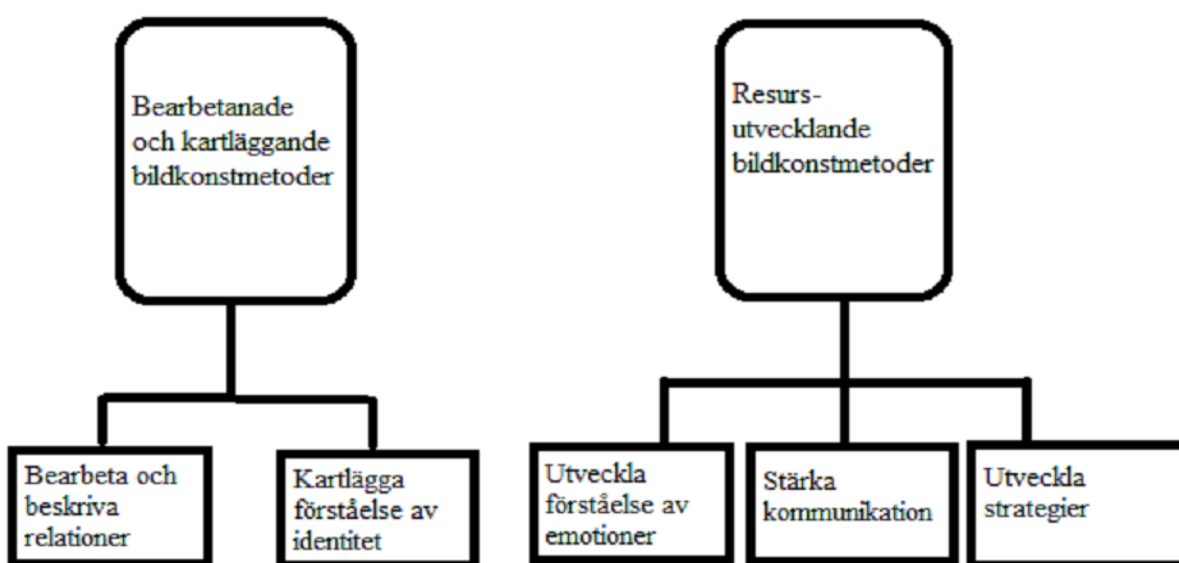 Bearbetanade
och kartläggande
bildkonstmetoder
Resurs-
utvecklande
bildkonstmetoder
Bearbeta och
beskriva
relationer
Kartlägga
förståelse av
identitet
Utveckla
förståelse av
emotioner
Stärka
kommunikation
Utveckla
strategier